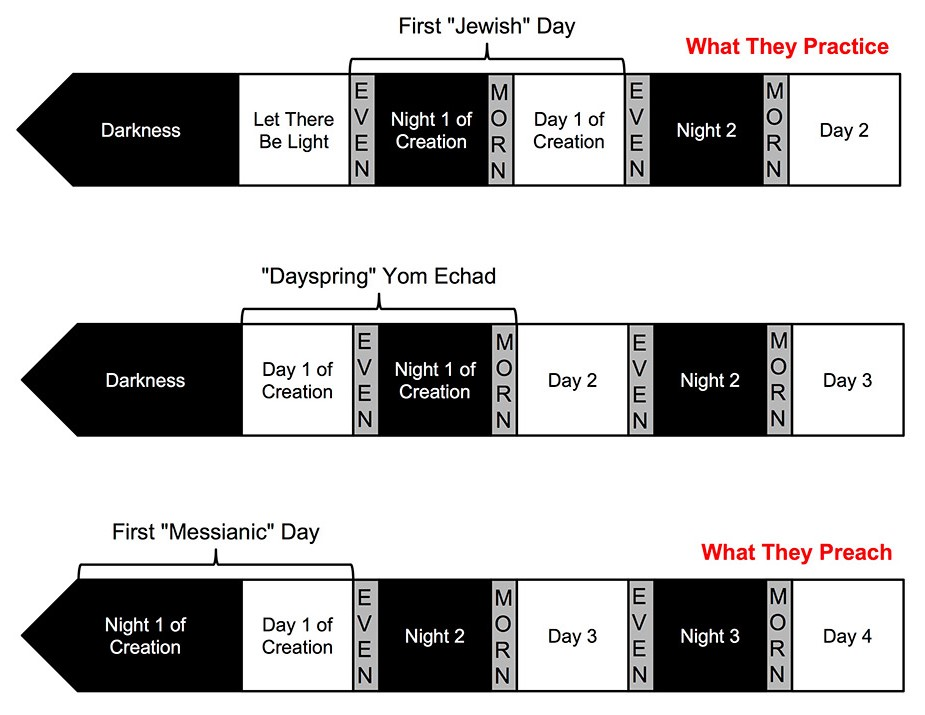 First "Jewish" Day
What They Practice
Darkness
Let There
Be Light
EVEN
Night 1 of
Creation
MORN
Day 1 of
Creation
EVEN
Night 2
MORN
Day 2
"Dayspring" Yom Echad
Darkness
Day 1 of
Creation
EVEN
Night 1 of
Creation
MORN
Day 2
EVEN
Night 2
MORN
Day 3
First "Messianic" Day
What They Preach
Night 1 of
Creation
Day 1 of
Creation
EVEN
Night 2
MORN
Day 3
EVEN
Night 3
MORN
Day 4